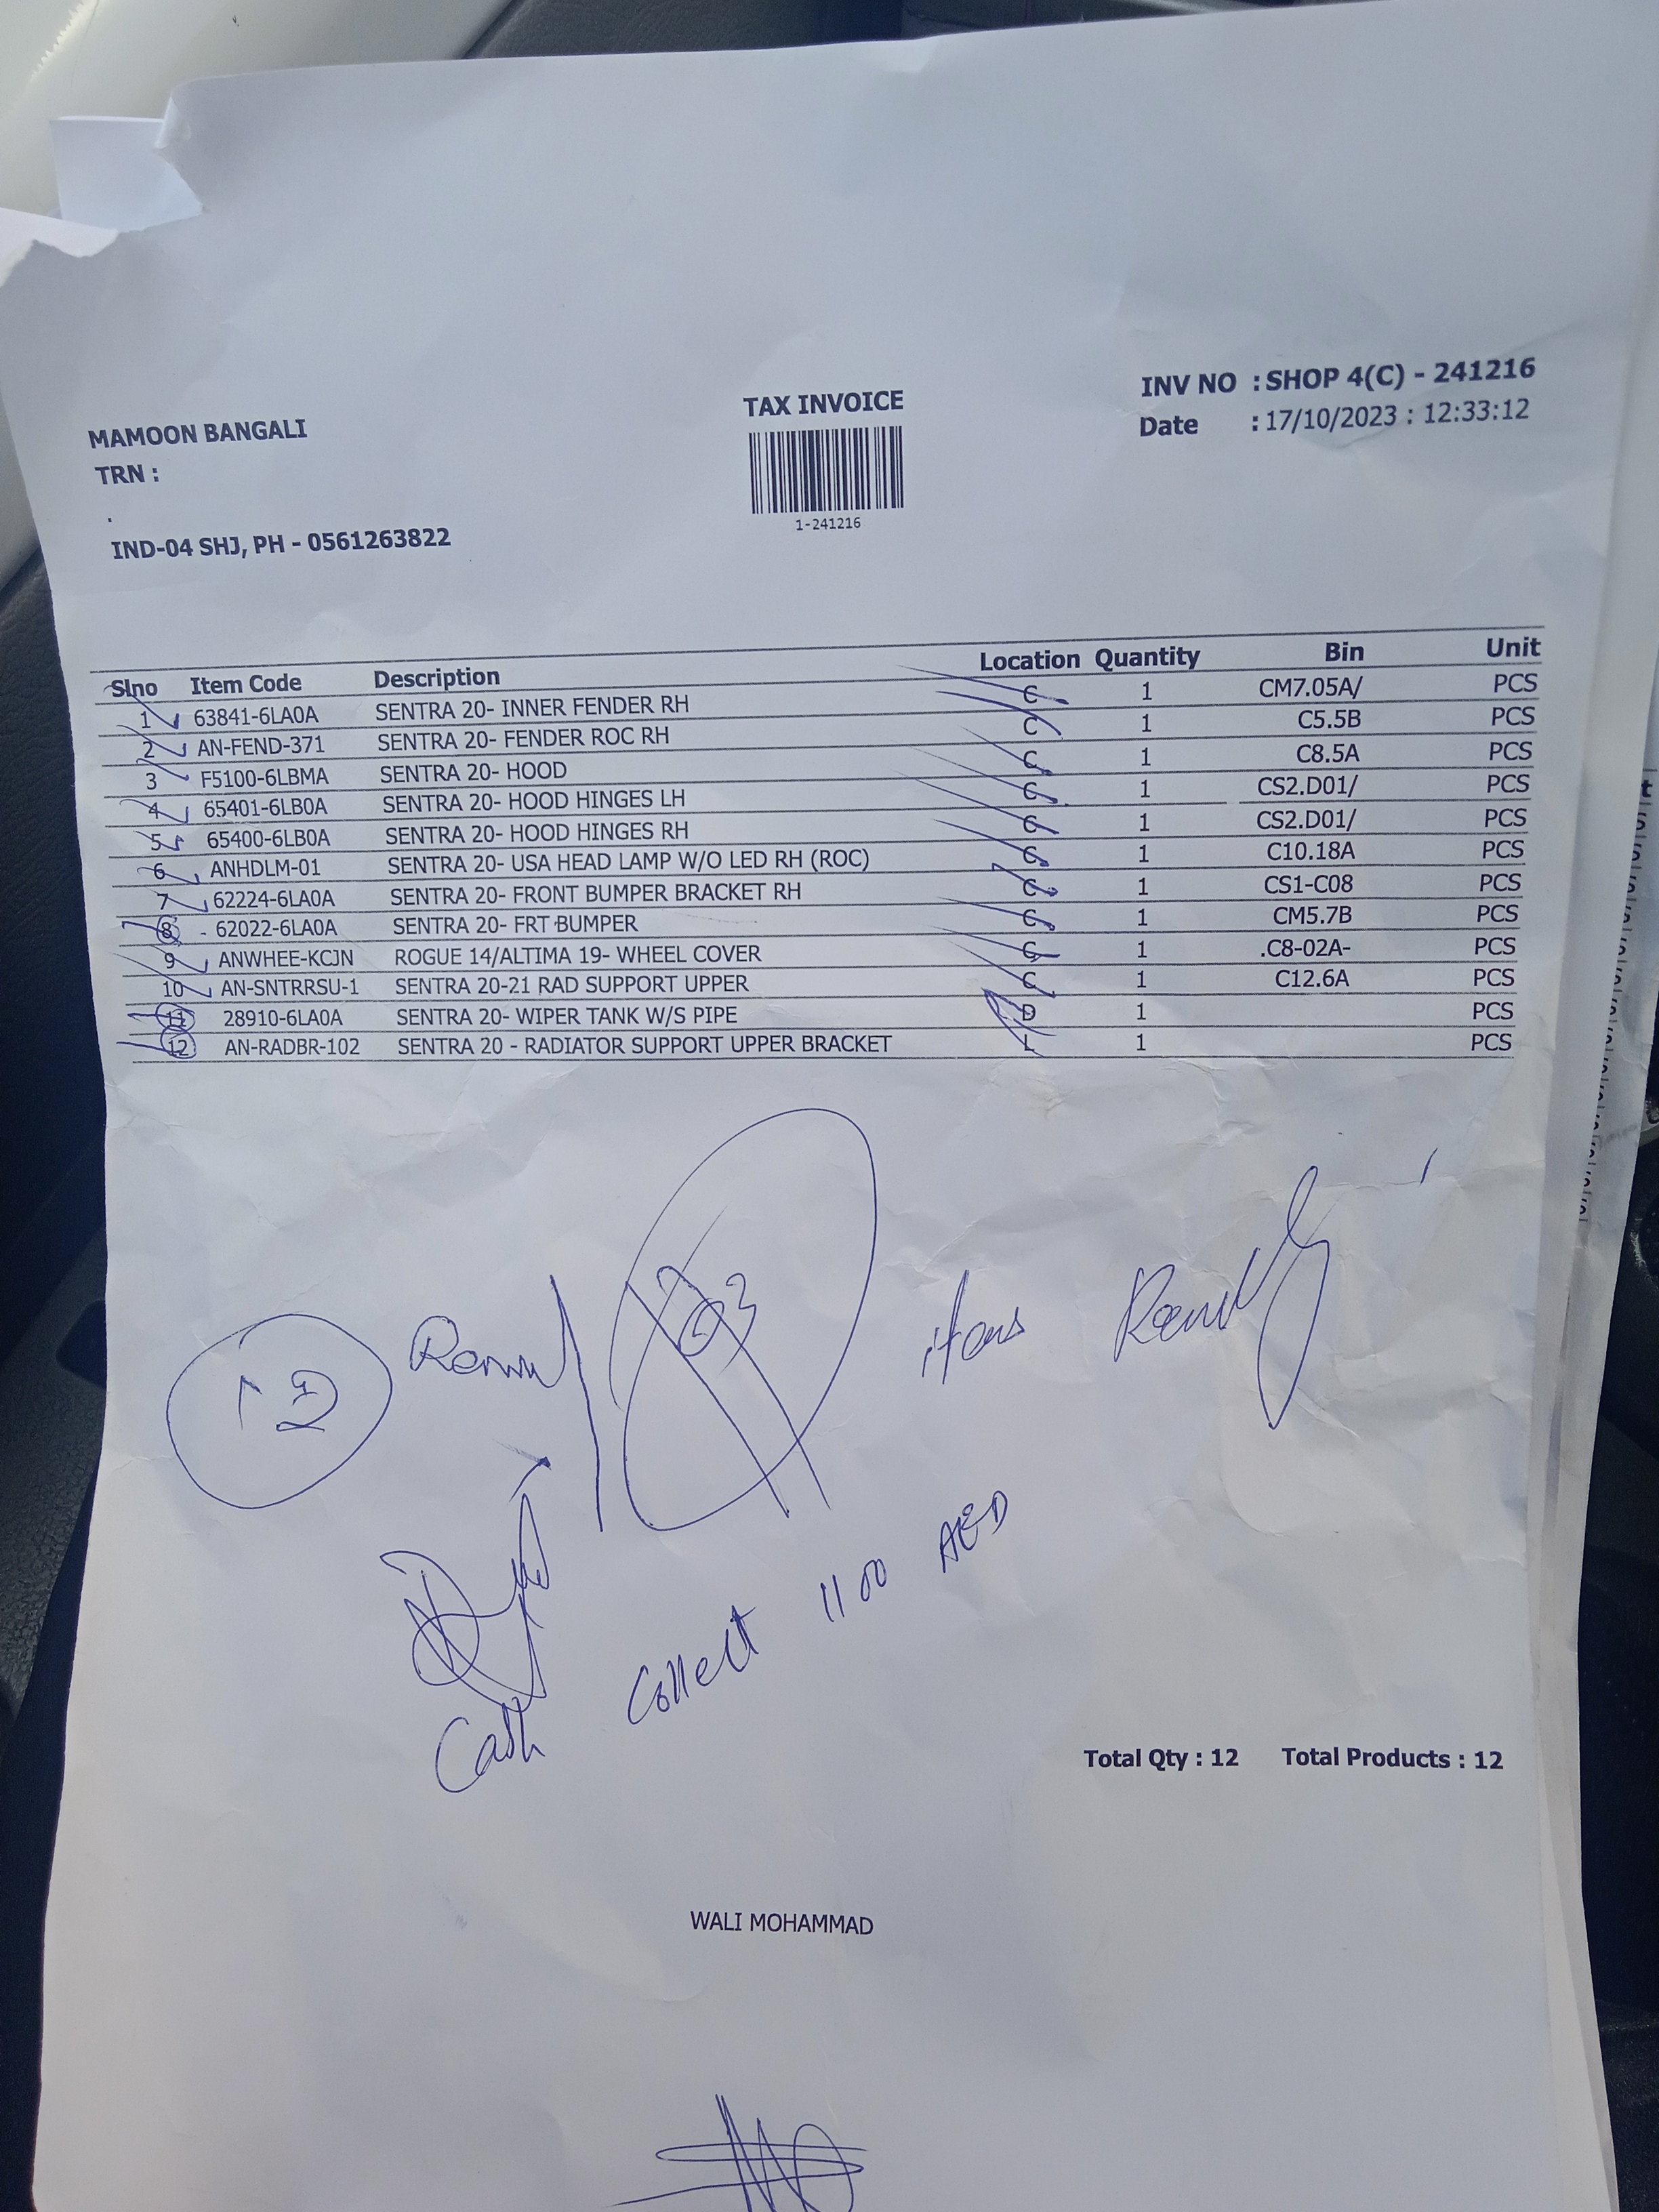 TAX INVOICE
INV NO : SHOP 4(C) - 241216
Date : 17/10/2023 : 12:33:12
1-241216
MAMOON BANGALI
TRN :
.
IND-04 SHJ, PH - 0561263822
Slno Item Code Description Location Quantity Bin Unit
1 63841-6LA0A SENTRA 20- INNER FENDER RH C 1 CM7.05A/ PCS
2 AN-FEND-371 SENTRA 20- FENDER ROC RH C 1 C5.5B PCS
3 F5100-6LBMA SENTRA 20- HOOD C 1 C8.5A PCS
4 65401-6LB0A SENTRA 20- HOOD HINGES LH C 1 CS2.D01/ PCS
5 65400-6LB0A SENTRA 20- HOOD HINGES RH C 1 CS2.D01/ PCS
6 ANHDLM-01 SENTRA 20- USA HEAD LAMP W/O LED RH (ROC) C 1 C10.18A PCS
7 62224-6LA0A SENTRA 20- FRONT BUMPER BRACKET RH C 1 CS1-C08 PCS
8 62022-6LA0A SENTRA 20- FRT BUMPER C 1 CM5.7B PCS
9 ANWHEE-KCJN ROGUE 14/ALTIMA 19- WHEEL COVER C 1 .C8-02A- PCS
10 AN-SNTRRSU-1 SENTRA 20-21 RAD SUPPORT UPPER C 1 C12.6A PCS
11 28910-6LA0A SENTRA 20- WIPER TANK W/S PIPE D 1 PCS
12 AN-RADBR-102 SENTRA 20 - RADIATOR SUPPORT UPPER BRACKET L 1 PCS
12 03 items
Cash Collect 1100 AED
Total Qty : 12 Total Products : 12
WALI MOHAMMAD